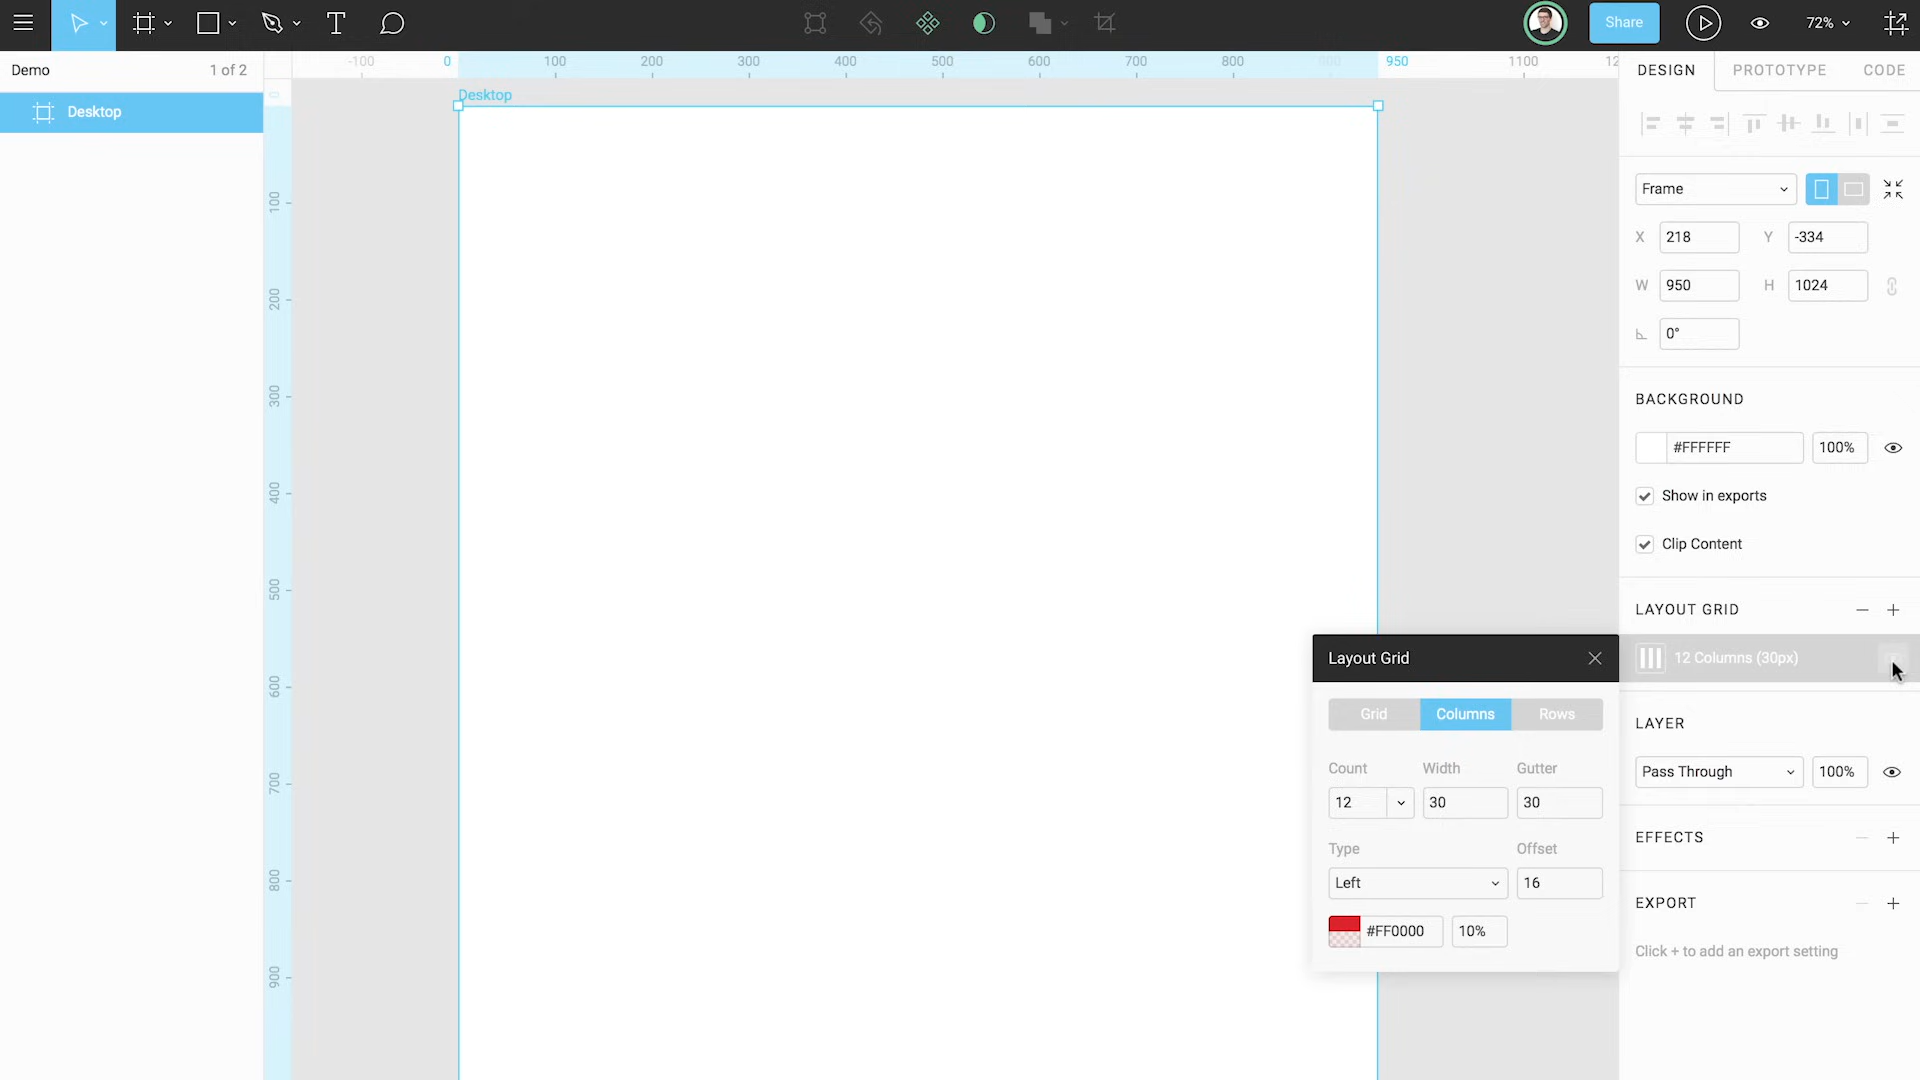 Share
72%
Demo
1 of 2
Desktop
-100
0
100
200
300
400
500
600
700
800
950
1100
12
Desktop
100
200
300
400
500
600
700
800
900
DESIGN
PROTOTYPE
CODE
Frame
X 218 Y -334
W 950 H 1024
0°
BACKGROUND
#FFFFFF 100%
Show in exports
Clip Content
LAYOUT GRID
12 Columns (30px)
LAYER
Pass Through 100%
EFFECTS
EXPORT
Click + to add an export setting
Layout Grid
Grid Columns Rows
Count Width Gutter
12 30 30
Type Offset
Left 16
#FF0000 10%